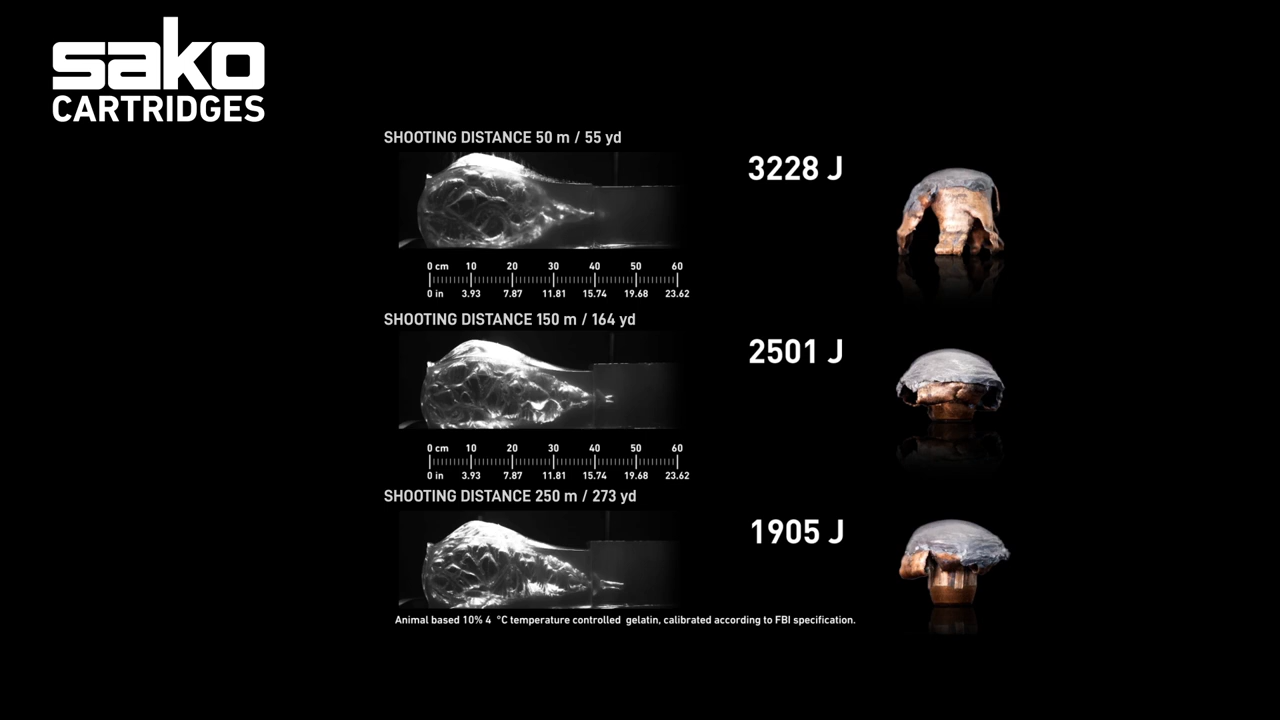 sako
CARTRIDGES
SHOOTING DISTANCE 50 m / 55 yd
3228 J
0 cm 10 20 30 40 50 60
0 in 3.93 7.87 11.81 15.74 19.68 23.62
SHOOTING DISTANCE 150 m / 164 yd
2501 J
0 cm 10 20 30 40 50 60
0 in 3.93 7.87 11.81 15.74 19.68 23.62
SHOOTING DISTANCE 250 m / 273 yd
1905 J
Animal based 10% 4 °C temperature controlled gelatin, calibrated according to FBI specification.